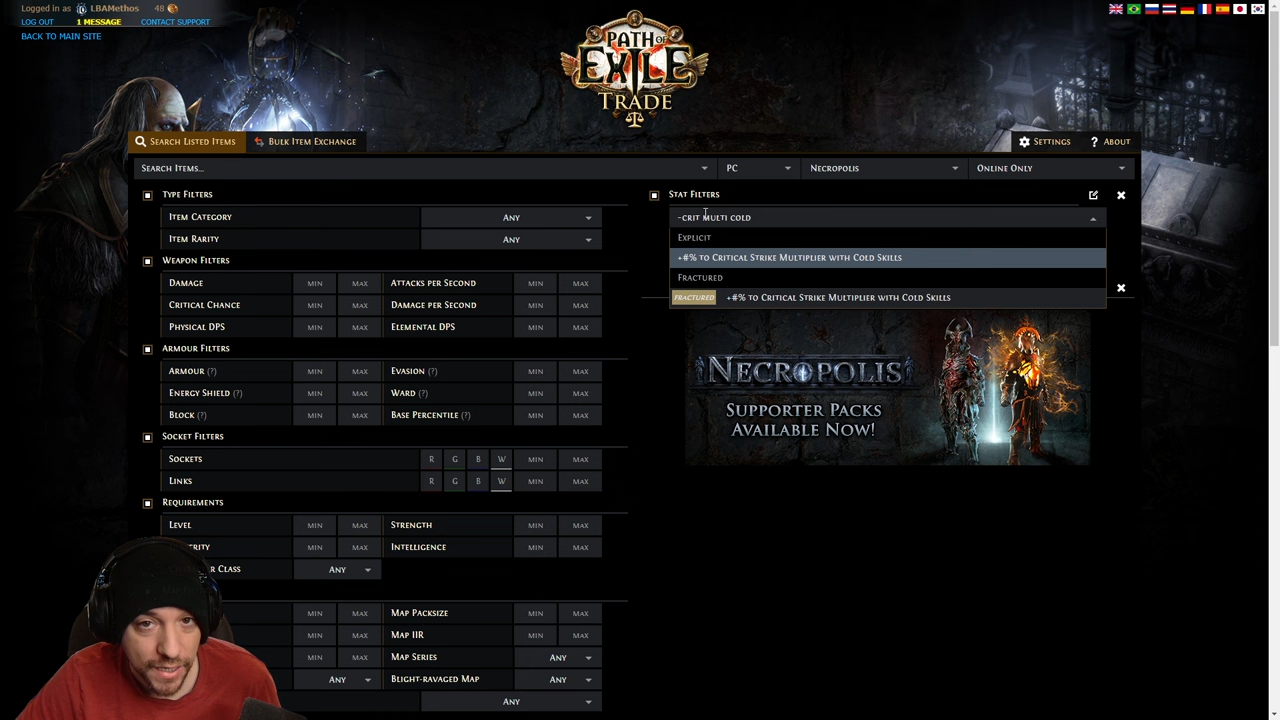 Logged in as LBAMethos 48
LOG OUT 1 MESSAGE CONTACT SUPPORT
BACK TO MAIN SITE
PATH OF EXILE TRADE
Search Listed Items Bulk Item Exchange Settings ? About
Search Items... PC Necropolis Online Only
Type Filters
Item Category Any
Item Rarity Any
Weapon Filters
Damage MIN MAX Attacks per Second MIN MAX
Critical Chance MIN MAX Damage per Second MIN MAX
Physical DPS MIN MAX Elemental DPS MIN MAX
Armour Filters
Armour (?) MIN MAX Evasion (?) MIN MAX
Energy Shield (?) MIN MAX Ward (?) MIN MAX
Block (?) MIN MAX Base Percentile (?) MIN MAX
Socket Filters
Sockets R G B W MIN MAX
Links R G B W MIN MAX
Requirements
Level MIN MAX Strength MIN MAX
MIN MAX Intelligence MIN MAX
Class Any
MIN MAX Map Packsize MIN MAX
MIN MAX Map IIR MIN MAX
MIN MAX Map Series Any
Any Blight-ravaged Map Any
Any
Stat Filters
~crit multi cold
Explicit
+#% to Critical Strike Multiplier with Cold Skills
Fractured
FRACTURED +#% to Critical Strike Multiplier with Cold Skills
NECROPOLIS
SUPPORTER PACKS
AVAILABLE NOW!